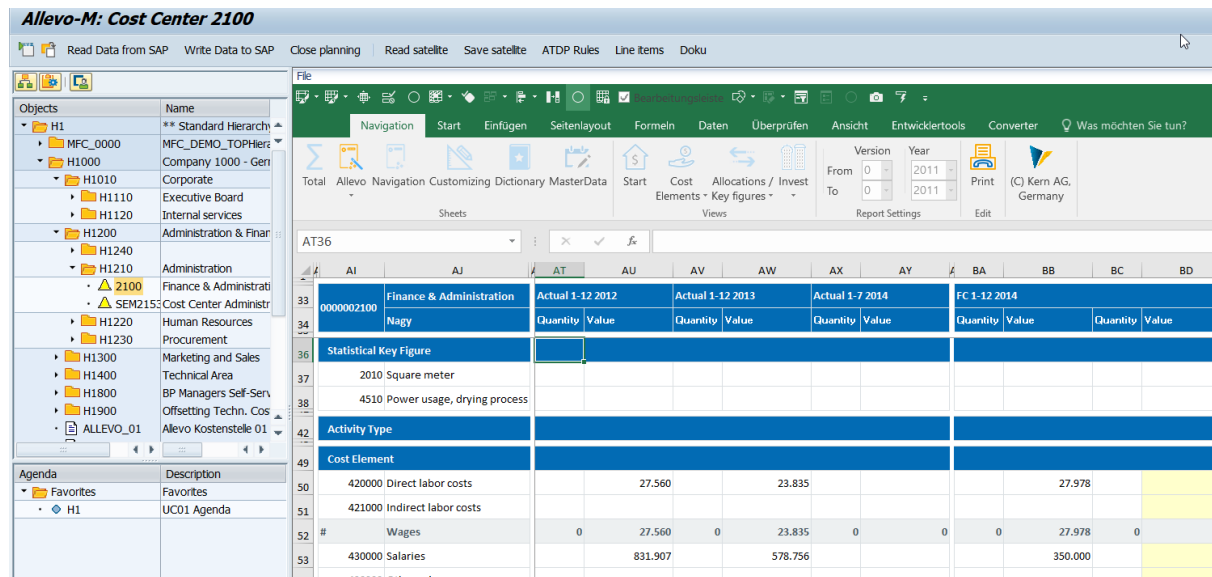 Allevo-M: Cost Center 2100
Read Data from SAP Write Data to SAP Close planning Read satellite Save satellite ATDP Rules Line items Doku
File
Bearbeitungsleiste
Navigation Start Einfügen Seitenlayout Formeln Daten Überprüfen Ansicht Entwicklertools Converter Was möchten Sie tun?
Total Allevo Navigation Customizing Dictionary MasterData
Sheets
Start Cost Elements Allocations / Key figures Invest
Views
Version Year
From 0 2011
To 0 2011
Report Settings
Print
Edit
(C) Kern AG, Germany
Objects Name
H1 ** Standard Hierarchy
MFC_0000 MFC_DEMO_TOPHiera
H1000 Company 1000 - Gern
H1010 Corporate
H1110 Executive Board
H1120 Internal services
H1200 Administration & Finan
H1240
H1210 Administration
2100 Finance & Administrati
SEM2153 Cost Center Administr
H1220 Human Resources
H1230 Procurement
H1300 Marketing and Sales
H1400 Technical Area
H1800 BP Managers Self-Serv
H1900 Offsetting Techn. Cos
ALLEVO_01 Allevo Kostenstelle 01
Agenda Description
Favorites Favorites
H1 UC01 Agenda
AT36 fx
AI AJ AT AU AV AW AX AY BA BB BC BD
33 0000002100 Finance & Administration Actual 1-12 2012 Actual 1-12 2013 Actual 1-7 2014 FC 1-12 2014
34 Nagy Quantity Value Quantity Value Quantity Value Quantity Value Quantity Value
36 Statistical Key Figure
37 2010 Square meter
38 4510 Power usage, drying process
42 Activity Type
49 Cost Element
50 420000 Direct labor costs 27.560 23.835 27.978
51 421000 Indirect labor costs
52 # Wages 0 27.560 0 23.835 0 0 0 27.978 0
53 430000 Salaries 831.907 578.756 350.000